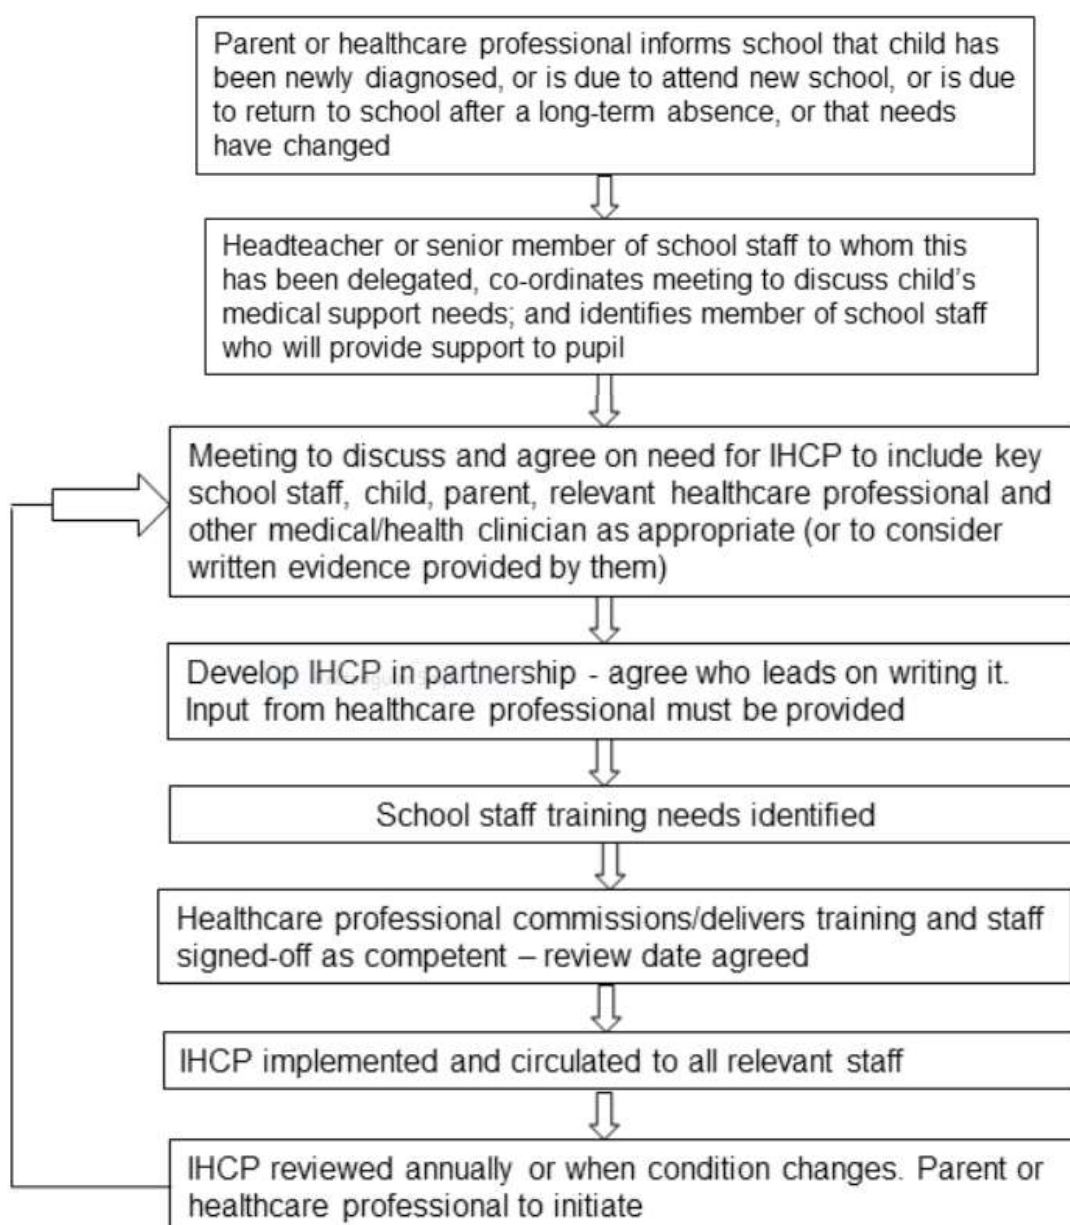 Parent or healthcare professional informs school that child has
been newly diagnosed, or is due to attend new school, or is due
to return to school after a long-term absence, or that needs
have changed
Headteacher or senior member of school staff to whom this
has been delegated, co-ordinates meeting to discuss child's
medical support needs; and identifies member of school staff
who will provide support to pupil
Meeting to discuss and agree on need for IHCP to include key
school staff, child, parent, relevant healthcare professional and
other medical/health clinician as appropriate (or to consider
written evidence provided by them)
Develop IHCP in partnership - agree who leads on writing it.
Input from healthcare professional must be provided
School staff training needs identified
Healthcare professional commissions/delivers training and staff
signed-off as competent – review date agreed
IHCP implemented and circulated to all relevant staff
IHCP reviewed annually or when condition changes. Parent or
healthcare professional to initiate